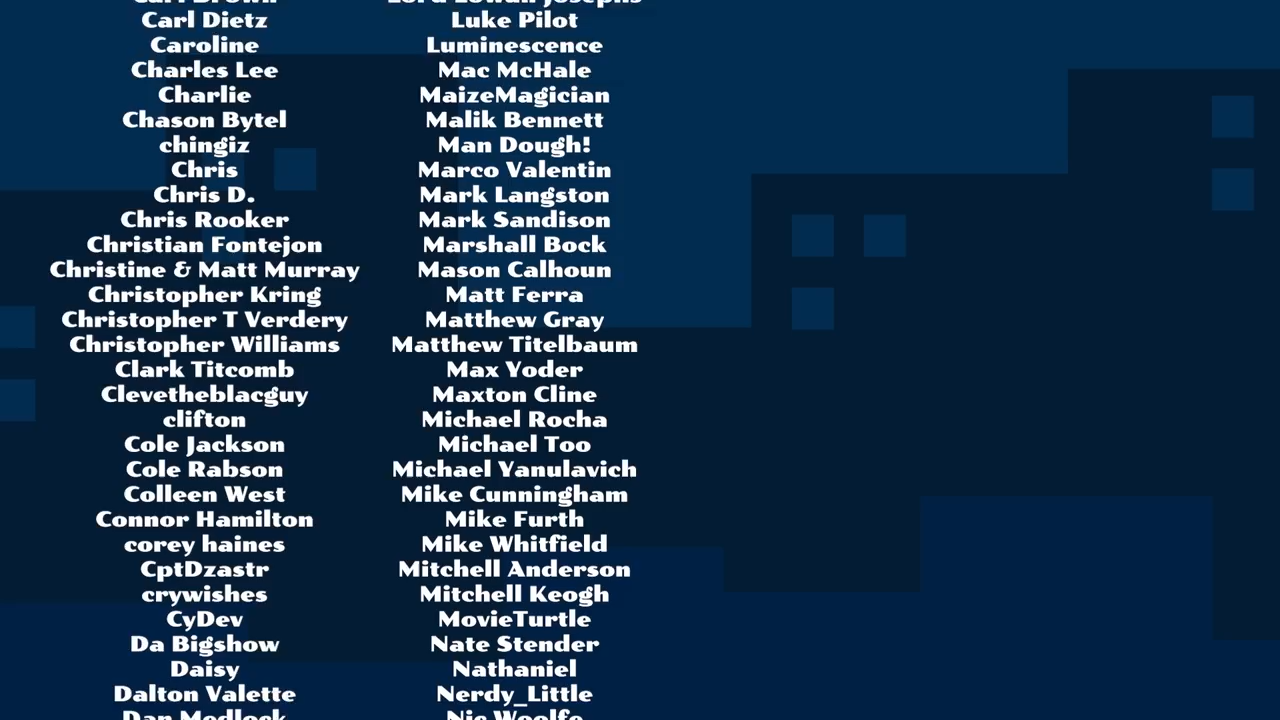 Carl Dietz
Caroline
Charles Lee
Charlie
Chason Bytel
chingiz
Chris
Chris D.
Chris Rooker
Christian Fontejon
Christine & Matt Murray
Christopher Kring
Christopher T Verdery
Christopher Williams
Clark Titcomb
Clevetheblacguy
clifton
Cole Jackson
Cole Rabson
Colleen West
Connor Hamilton
corey haines
CptDzastr
crywishes
CyDev
Da Bigshow
Daisy
Dalton Valette
Dan Medlock
Luke Pilot
Luminescence
Mac McHale
MaizeMagician
Malik Bennett
Man Dough!
Marco Valentin
Mark Langston
Mark Sandison
Marshall Bock
Mason Calhoun
Matt Ferra
Matthew Gray
Matthew Titelbaum
Max Yoder
Maxton Cline
Michael Rocha
Michael Too
Michael Yanulavich
Mike Cunningham
Mike Furth
Mike Whitfield
Mitchell Anderson
Mitchell Keogh
MovieTurtle
Nate Stender
Nathaniel
Nerdy_Little
Nic Woolfe